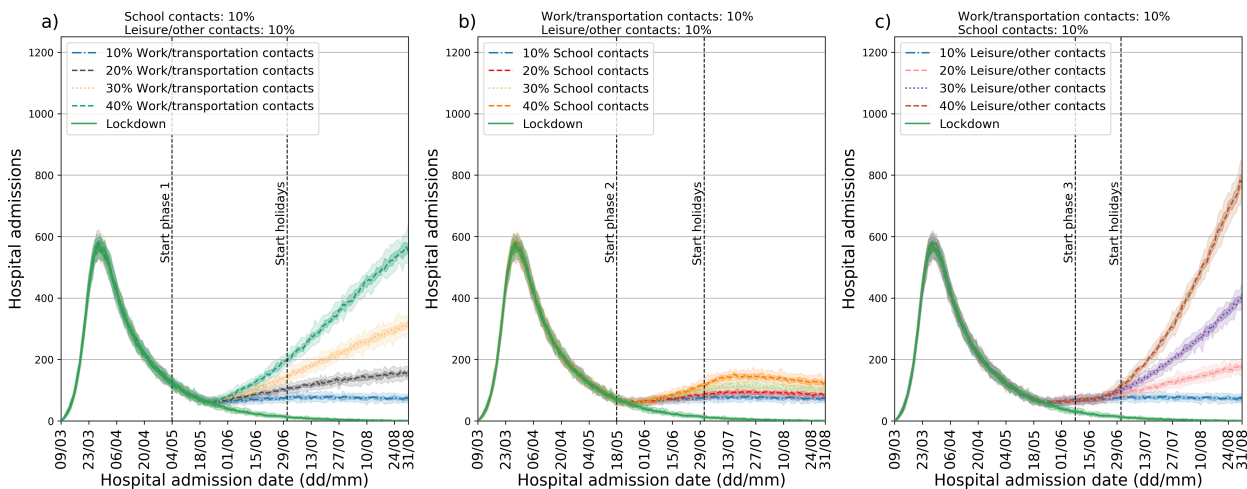 a)
School contacts: 10%
Leisure/other contacts: 10%
10% Work/transportation contacts
20% Work/transportation contacts
30% Work/transportation contacts
40% Work/transportation contacts
Lockdown
Start phase 1
Start holidays
Hospital admissions
0
200
400
600
800
1000
1200
09/03
23/03
06/04
20/04
04/05
18/05
01/06
15/06
29/06
13/07
10/08
24/08
31/08
Hospital admission date (dd/mm)
b)
Work/transportation contacts: 10%
Leisure/other contacts: 10%
10% School contacts
20% School contacts
30% School contacts
40% School contacts
Lockdown
Start phase 2
Start holidays
Hospital admissions
0
200
400
600
800
1000
1200
09/03
23/03
06/04
20/04
04/05
18/05
01/06
15/06
29/06
13/07
10/08
24/08
31/08
Hospital admission date (dd/mm)
c)
Work/transportation contacts: 10%
School contacts: 10%
10% Leisure/other contacts
20% Leisure/other contacts
30% Leisure/other contacts
40% Leisure/other contacts
Lockdown
Start phase 3
Start holidays
Hospital admissions
0
200
400
600
800
1000
1200
09/03
23/03
06/04
20/04
04/05
18/05
01/06
15/06
29/06
13/07
10/08
24/08
31/08
Hospital admission date (dd/mm)